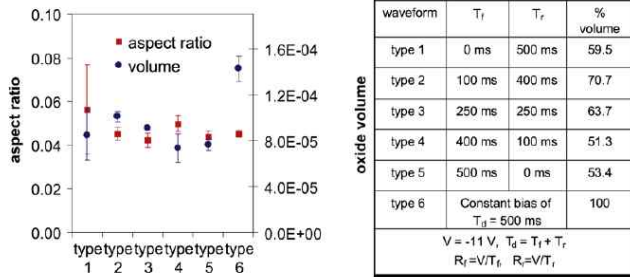 0.10
0.08
0.06
0.04
0.02
0.00
aspect ratio
aspect ratio
volume
1.6E-04
1.2E-04
8.0E-05
4.0E-05
0.0E+00
oxide volume
type type type type type type
1 2 3 4 5 6
waveform Tf Tr % volume
type 1 0 ms 500 ms 59.5
type 2 100 ms 400 ms 70.7
type 3 250 ms 250 ms 63.7
type 4 400 ms 100 ms 51.3
type 5 500 ms 0 ms 53.4
type 6 Constant bias of 100
Td = 500 ms
V = -11 V, Td = Tf + Tr
Rf=V/Tf, Rr=V/Tr